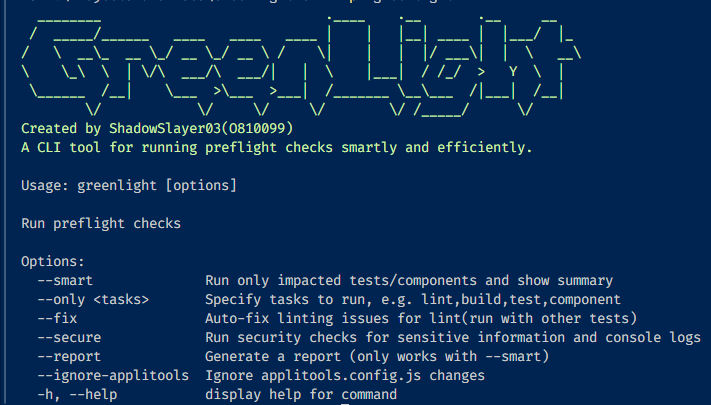 GreenLight
Created by ShadowSlayer03(O810099)
A CLI tool for running preflight checks smartly and efficiently.
Usage: greenlight [options]
Run preflight checks
Options:
--smart Run only impacted tests/components and show summary
--only <tasks> Specify tasks to run, e.g. lint,build,test,component
--fix Auto-fix linting issues for lint(run with other tests)
--secure Run security checks for sensitive information and console logs
--report Generate a report (only works with --smart)
--ignore-applitools Ignore applitools.config.js changes
-h, --help display help for command